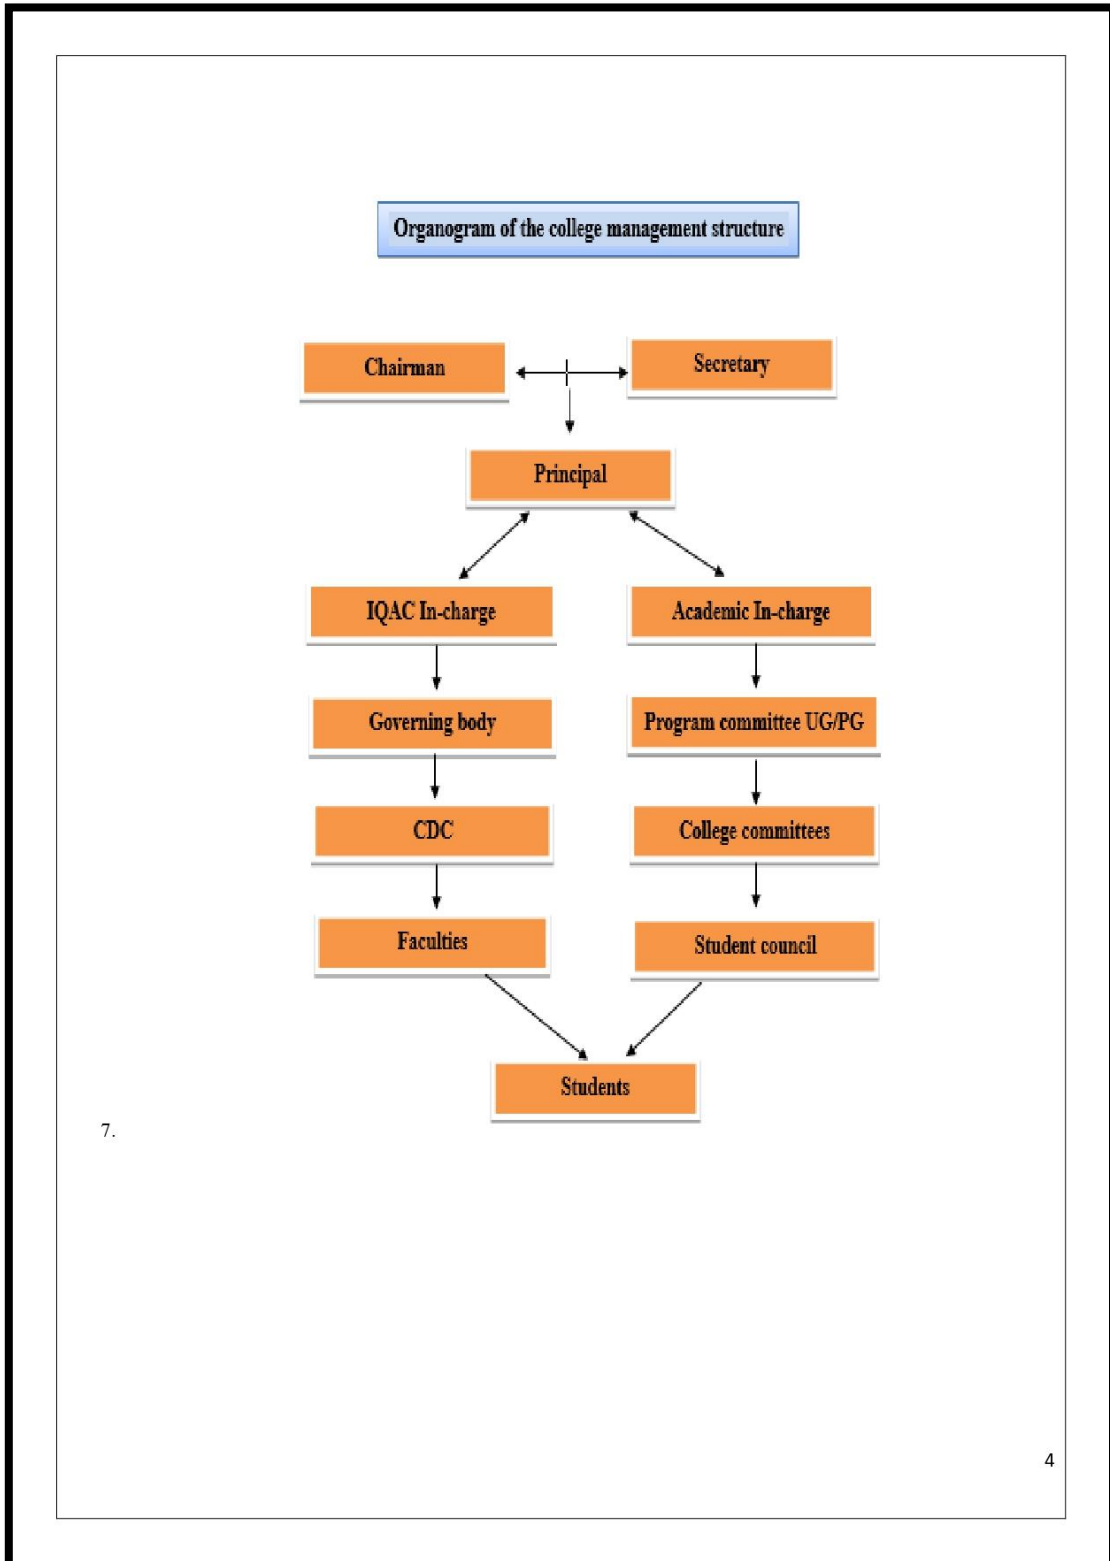 Organogram of the college management structure
Chairman
Secretary
Principal
IQAC In-charge
Academic In-charge
Governing body
Program committee UG/PG
CDC
College committees
Faculties
Student council
Students
7.
4